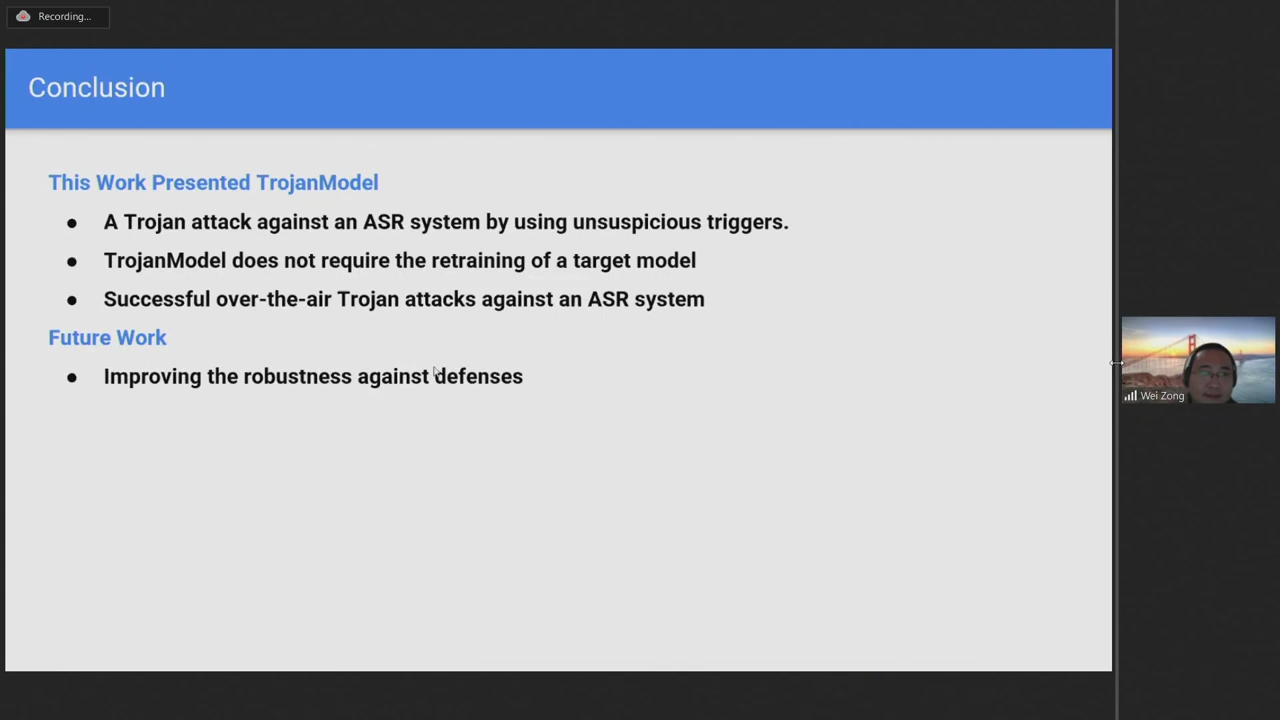 Recording...
Conclusion
This Work Presented TrojanModel
● A Trojan attack against an ASR system by using unsuspicious triggers.
● TrojanModel does not require the retraining of a target model
● Successful over-the-air Trojan attacks against an ASR system
Future Work
● Improving the robustness against defenses
Wei Zong